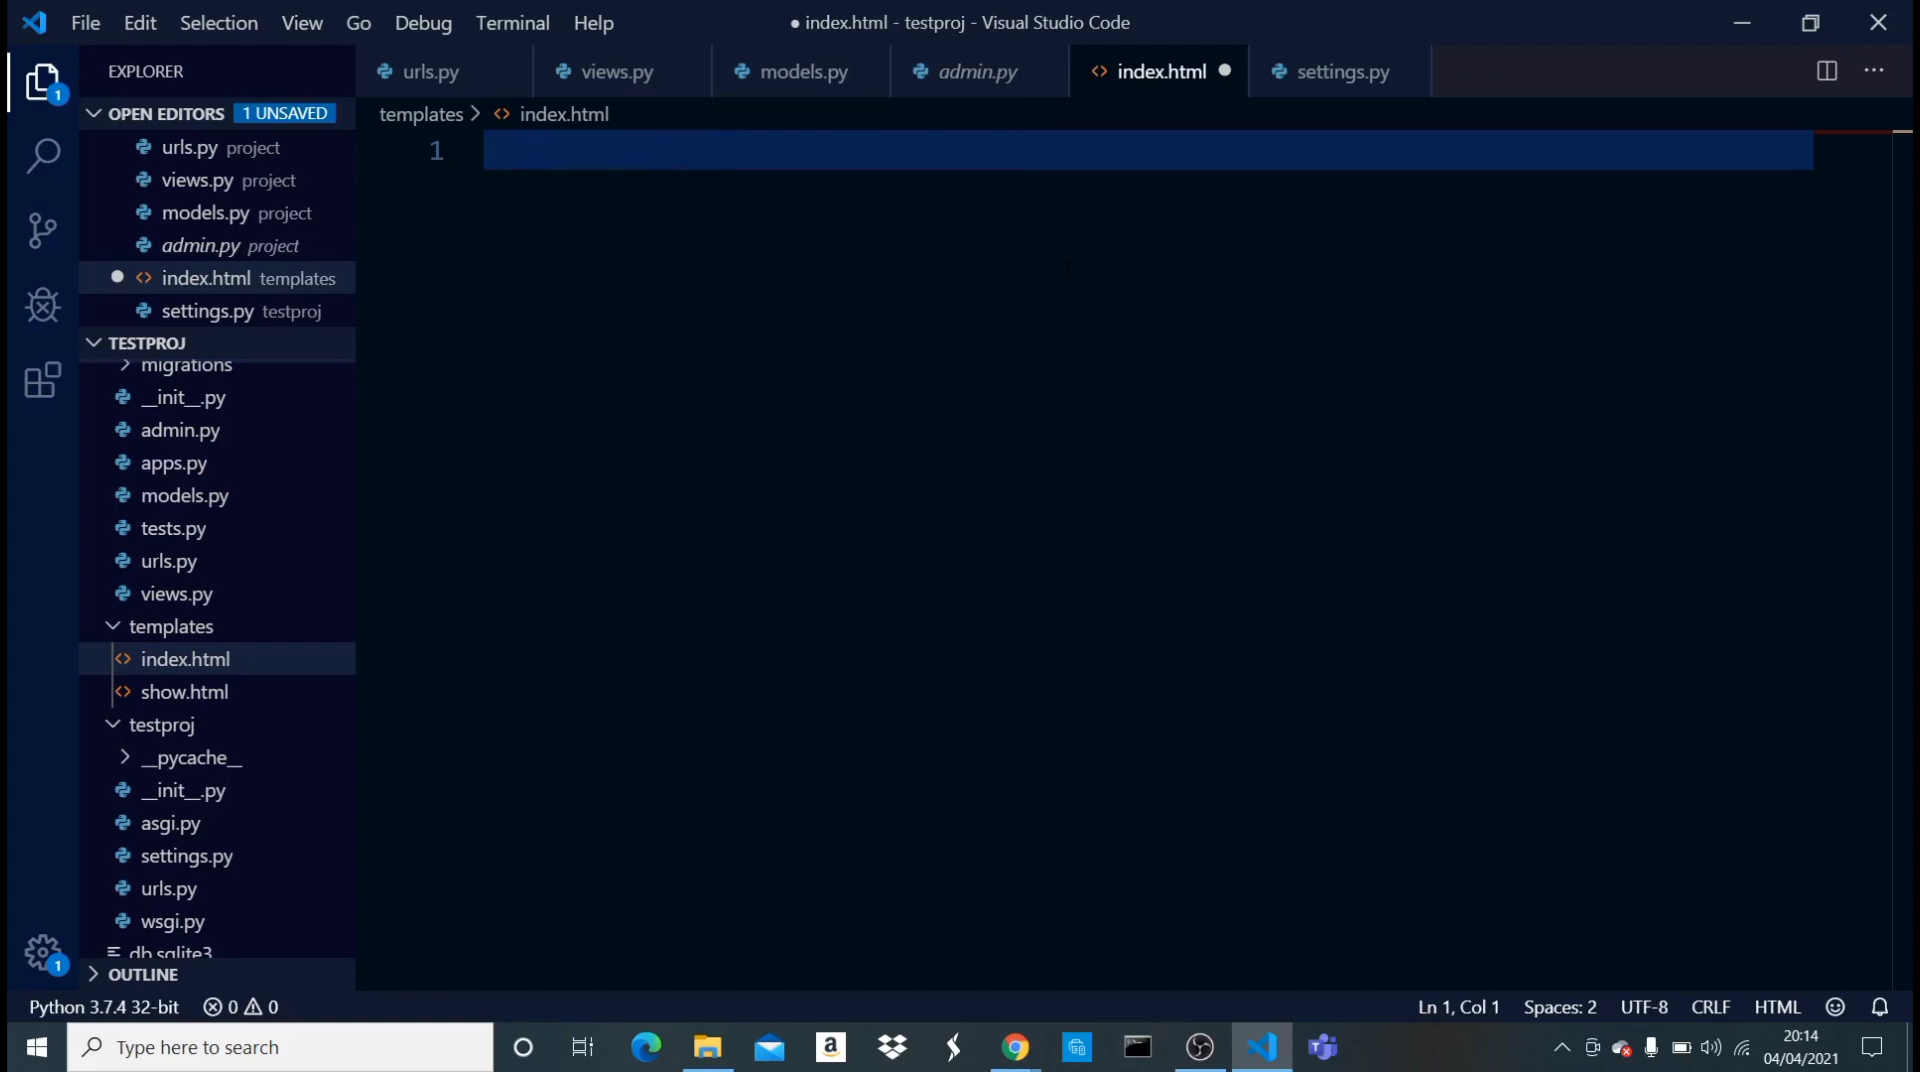 File Edit Selection View Go Debug Terminal Help
● index.html - testproj - Visual Studio Code
EXPLORER
urls.py views.py models.py admin.py index.html ● settings.py
OPEN EDITORS 1 UNSAVED
templates > index.html
1
urls.py project
views.py project
models.py project
admin.py project
index.html templates
settings.py testproj
TESTPROJ
migrations
__init__.py
admin.py
apps.py
models.py
tests.py
urls.py
views.py
templates
index.html
show.html
testproj
__pycache__
__init__.py
asgi.py
settings.py
urls.py
wsgi.py
db.sqlite3
OUTLINE
1
1
Python 3.7.4 32-bit 0 0
Ln 1, Col 1 Spaces: 2 UTF-8 CRLF HTML
Type here to search
a
T
20:14
04/04/2021